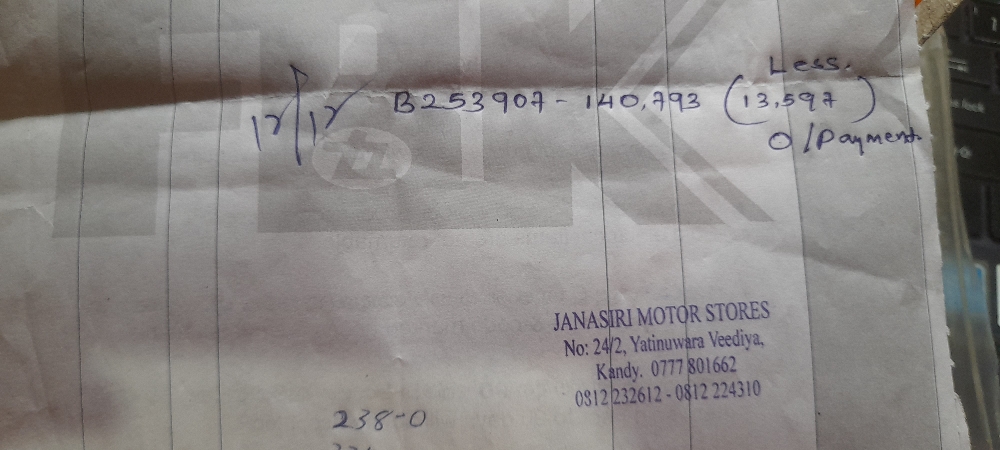 Less.
12/12 B253907 - 140,793 (13,597)
O/Payment.
JANASIRI MOTOR STORES
No: 24/2, Yatinuwara Veediya,
Kandy. 0777 801662
0812 232612 - 0812 224310
238-0